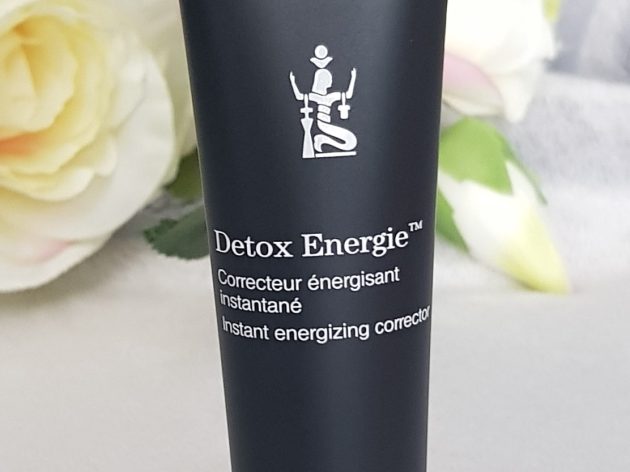 Detox Energie™
Correcteur énergisant
instantané
Instant energizing corrector